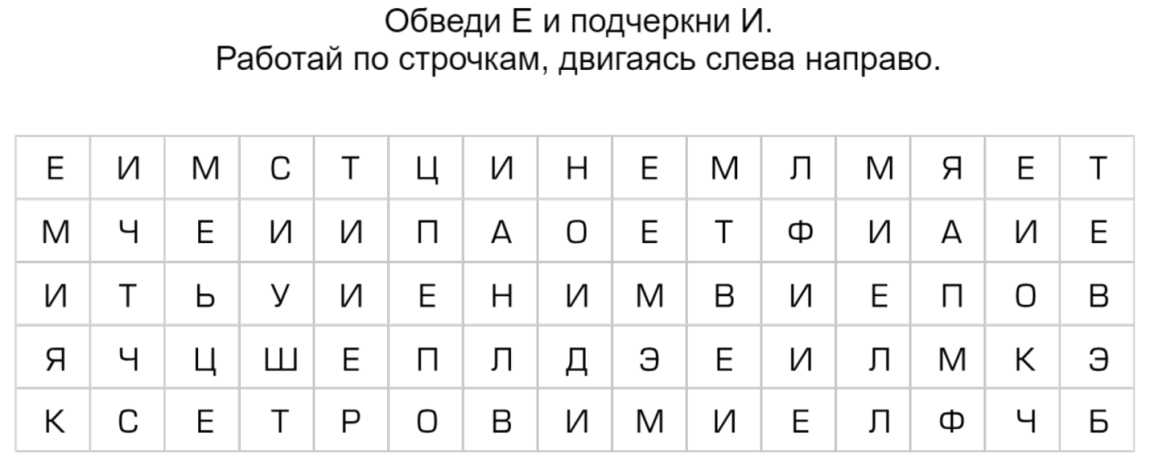 Обведи Е и подчеркни И.
Работай по строчкам, двигаясь слева направо.
Е И М С Т Ц И Н Е М Л М Я Е Т
М Ч Е И И П А О Е Т Ф И А И Е
И Т Ь У И Е Н И М В И Е П О В
Я Ч Ц Ш Е П Л Д Э Е И Л М К Э
К С Е Т Р О В И М И Е Л Ф Ч Б